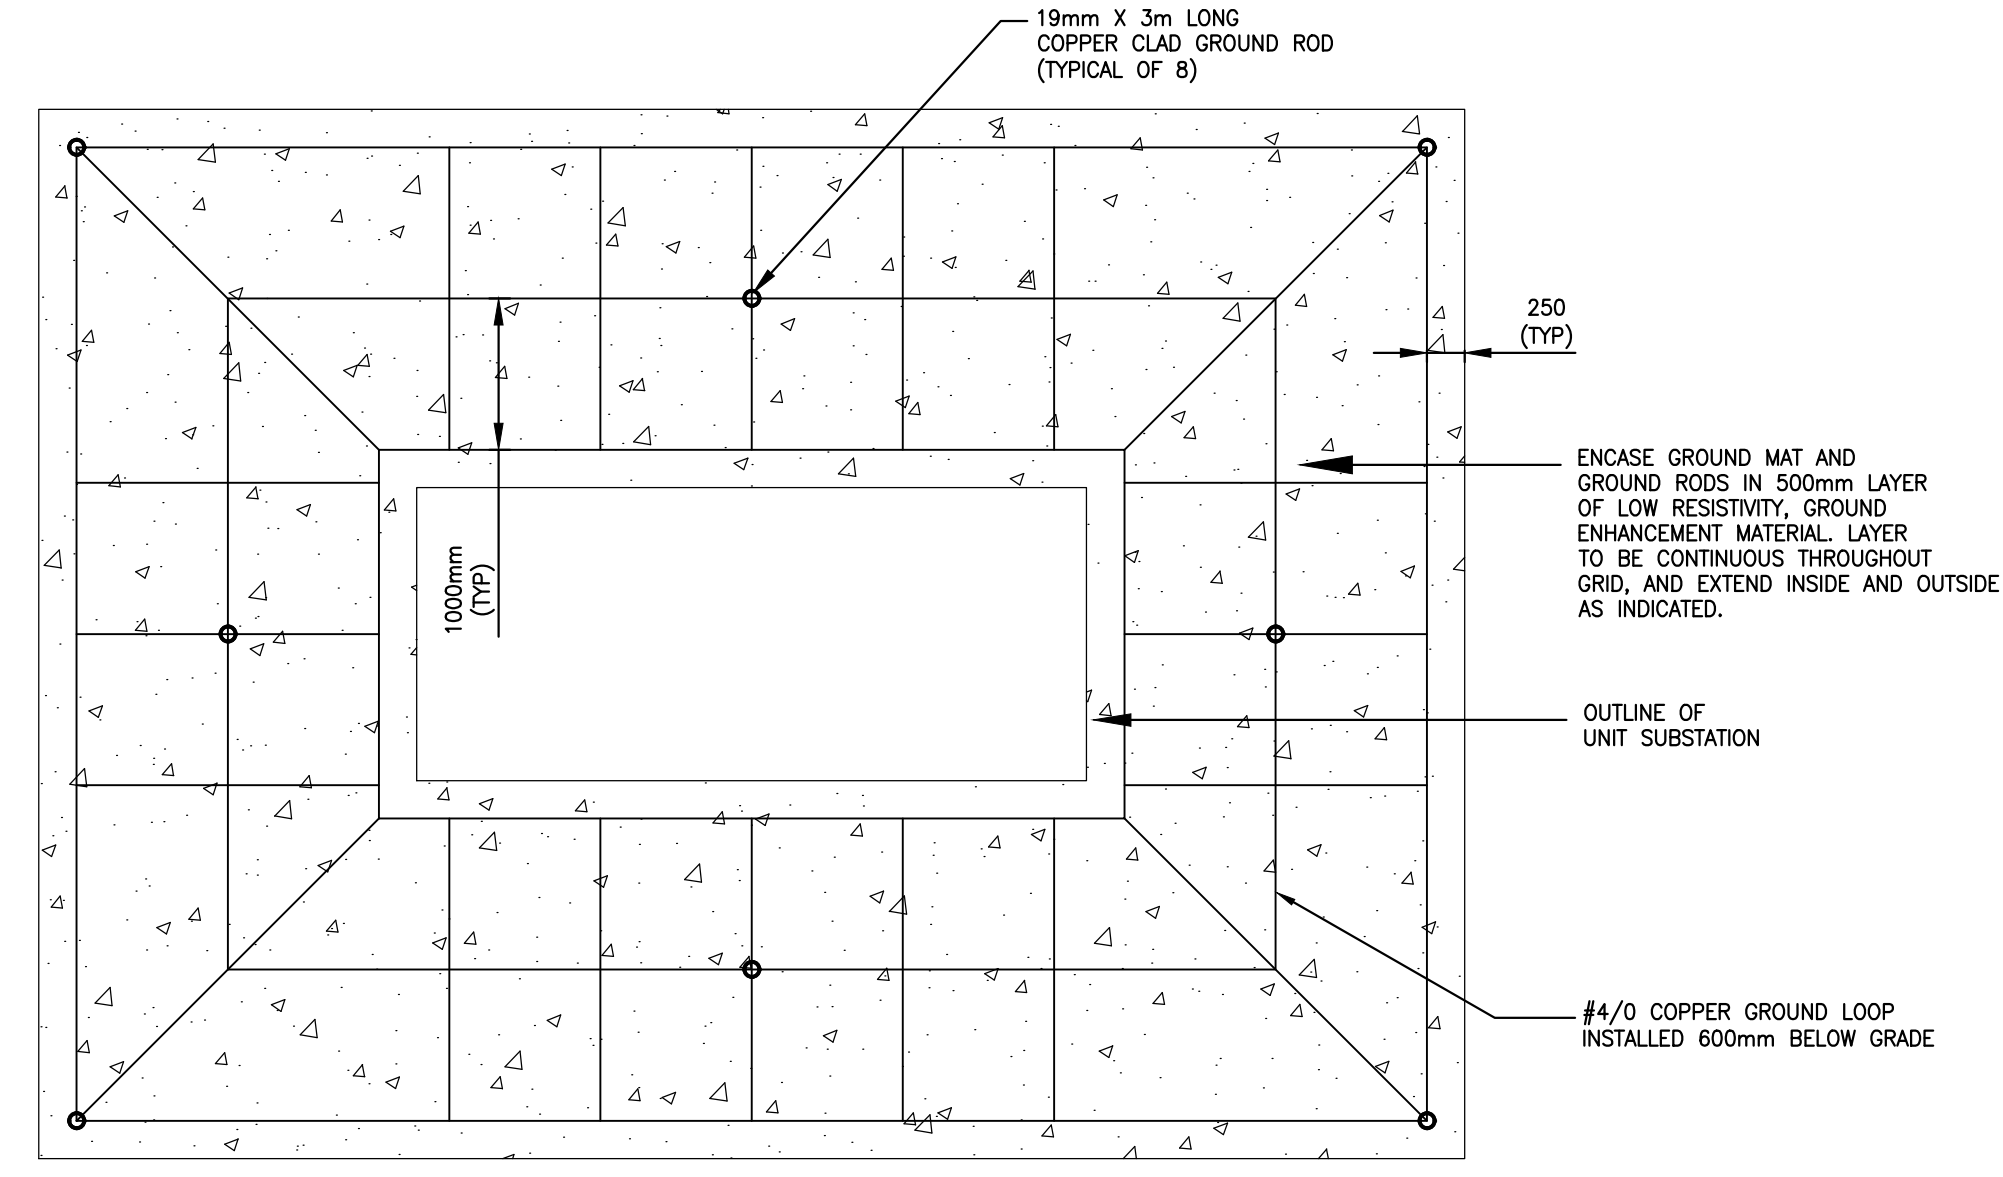 19mm X 3m LONG
COPPER CLAD GROUND ROD
(TYPICAL OF 8)
250
(TYP)
ENCASE GROUND MAT AND
GROUND RODS IN 500mm LAYER
OF LOW RESISTIVITY, GROUND
ENHANCEMENT MATERIAL. LAYER
TO BE CONTINUOUS THROUGHOUT
GRID, AND EXTEND INSIDE AND OUTSIDE
AS INDICATED.
1000mm
(TYP)
OUTLINE OF
UNIT SUBSTATION
#4/0 COPPER GROUND LOOP
INSTALLED 600mm BELOW GRADE